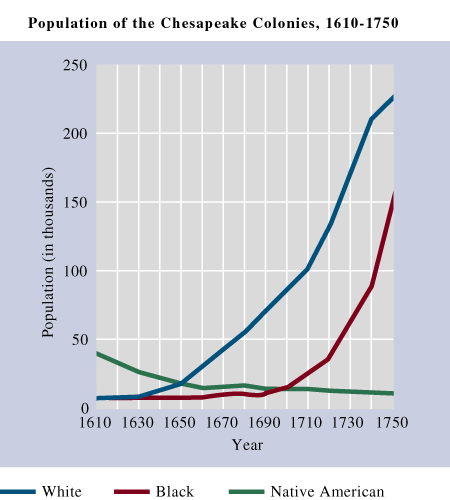 Population of the Chesapeake Colonies, 1610-1750
250
200
150
100
50
0
Population (in thousands)
1610 1630 1650 1670 1690 1710 1730 1750
Year
White Black Native American